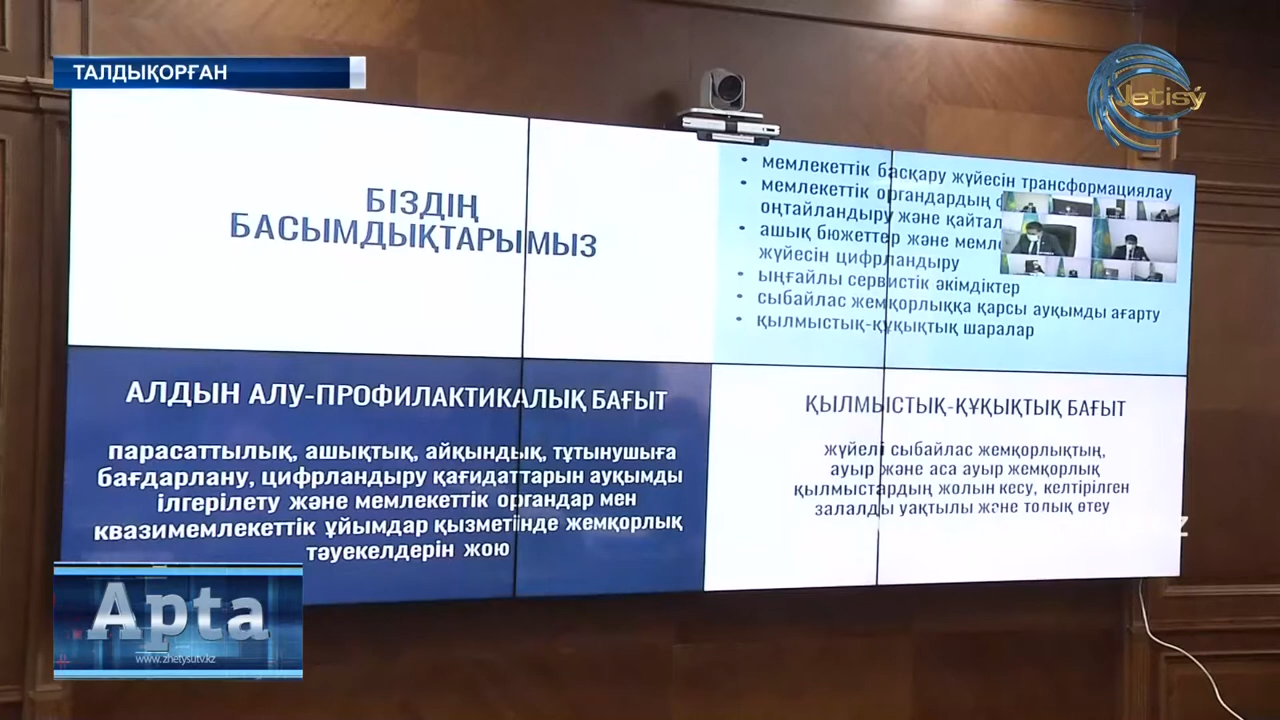 ТАЛДЫҚОРҒАН
Jetisý
БІЗДІҢ
БАСЫМДЫҚТАРЫМЫЗ
• мемлекеттік басқару жүйесін трансформациялау
• мемлекеттік органдардың
оңтайландыру және
• ашық бюжеттер және
жүйесін цифрландыру
• ыңғайлы сервистік әкімдіктер
• сыбайлас жемқорлыққа қарсы ауқымды ағарту
• қылмыстық-құқықтық шаралар
АЛДЫН АЛУ-ПРОФИЛАКТИКАЛЫҚ БАҒЫТ
парасаттылық, ашықтық, айқындық, тұтынушыға
бағдарлану, цифрландыру қағидаттарын ауқымды
ілгерілету және мемлекеттік органдар мен
квазимемлекеттік ұйымдар қызметінде жемқорлық
тәуекелдерін жою
ҚЫЛМЫСТЫҚ-ҚҰҚЫҚТЫҚ БАҒЫТ
жүйелі сыбайлас жемқорлықтың,
ауыр және аса ауыр жемқорлық
қылмыстардың жолын кесу, келтірілген
залалды уақтылы және толық өтеу
Apta
www.zhetysutv.kz